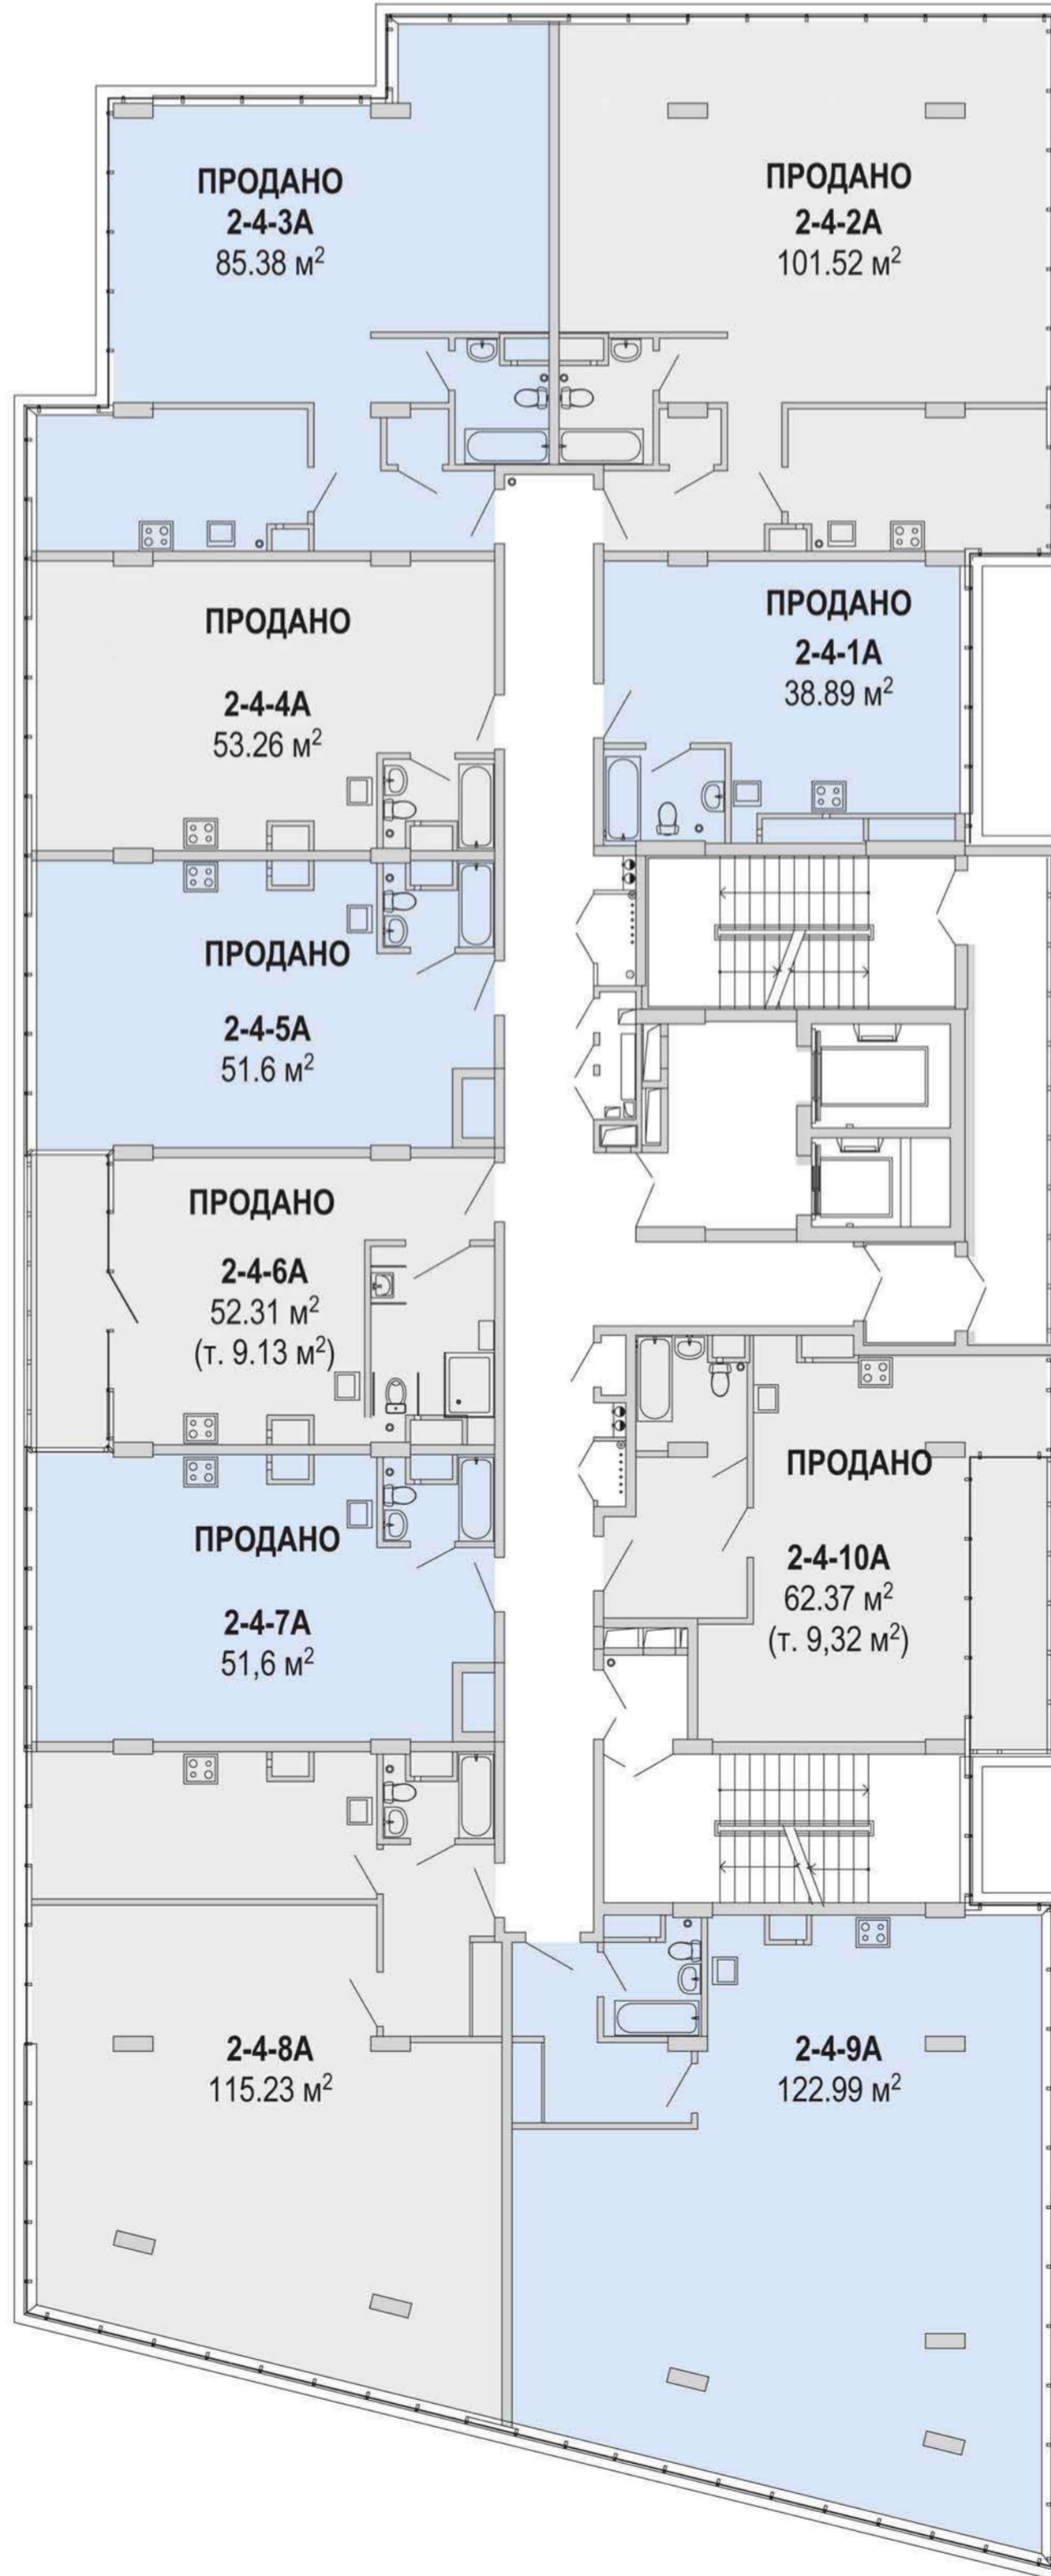 ПРОДАНО
2-4-3А
85.38 м²
ПРОДАНО
2-4-2А
101.52 м²
ПРОДАНО
2-4-4А
53.26 м²
ПРОДАНО
2-4-1А
38.89 м²
ПРОДАНО
2-4-5А
51.6 м²
ПРОДАНО
2-4-6А
52.31 м²
(т. 9.13 м²)
ПРОДАНО
2-4-10А
62.37 м²
(т. 9,32 м²)
ПРОДАНО
2-4-7А
51,6 м²
2-4-8А
115.23 м²
2-4-9А
122.99 м²